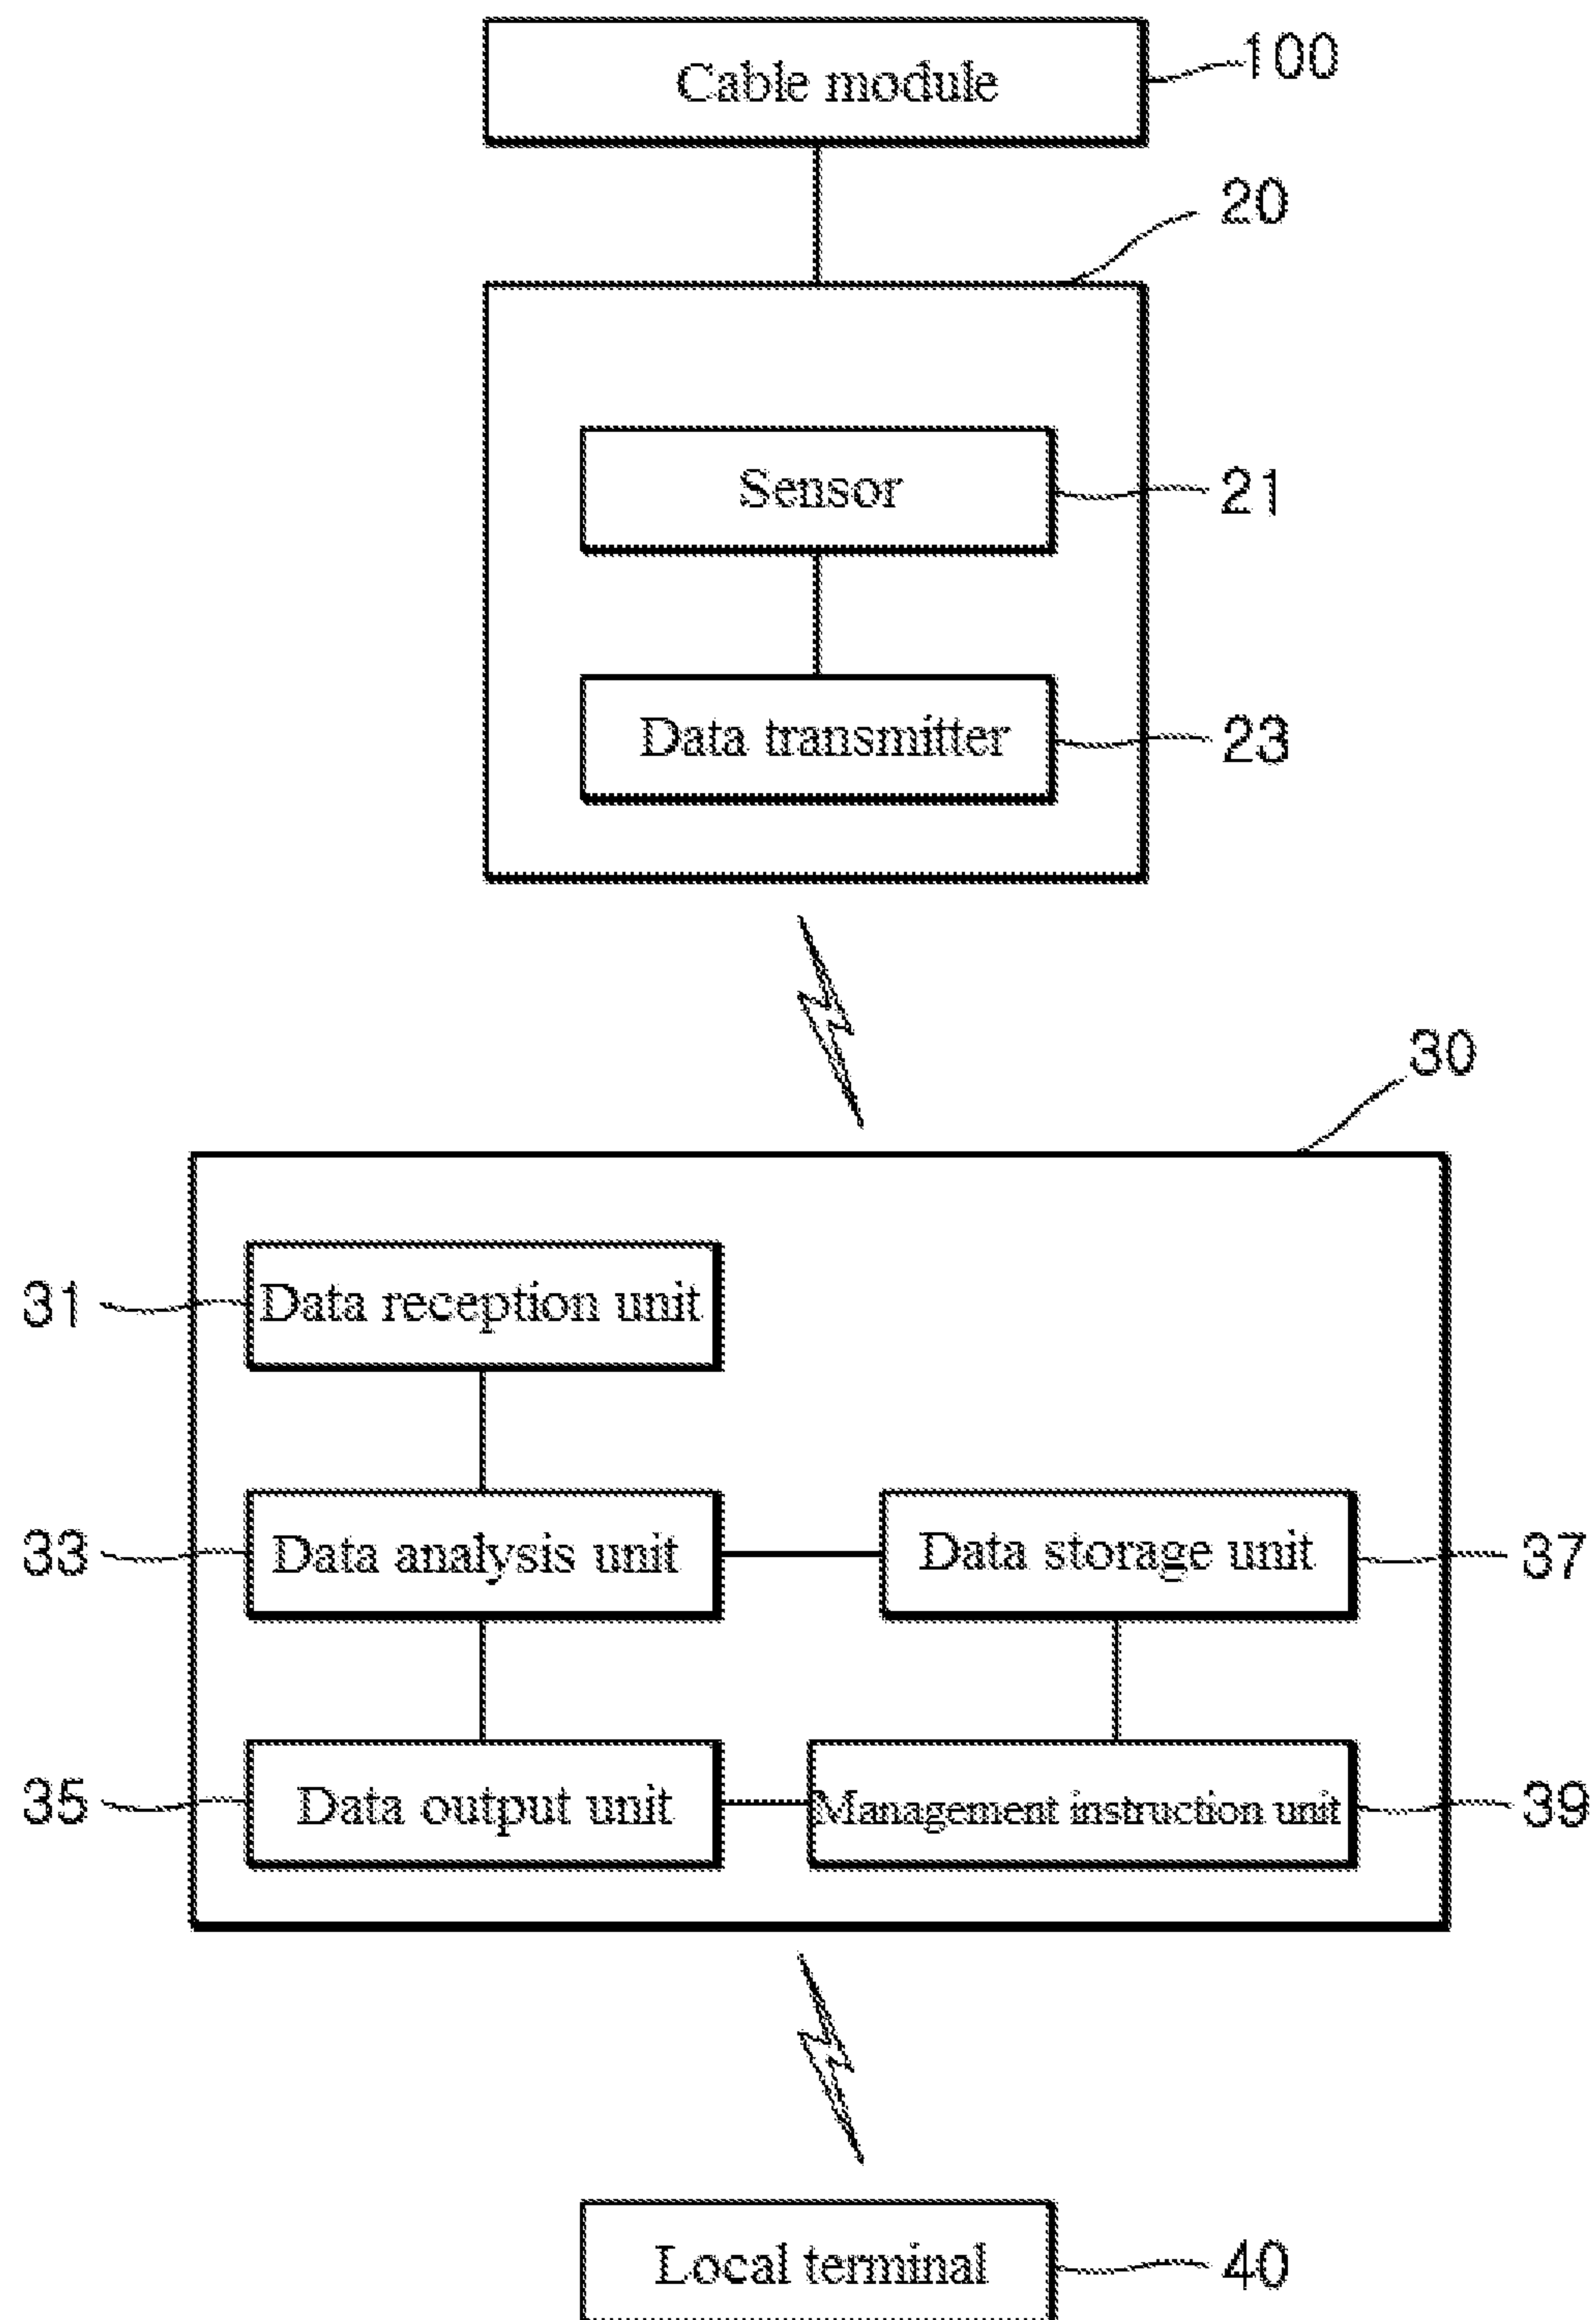 Cable module
100
20
Sensor
21
Data transmitter
23
30
31
Data reception unit
33
Data analysis unit
Data storage unit
37
35
Data output unit
Management instruction unit
39
Local terminal
40